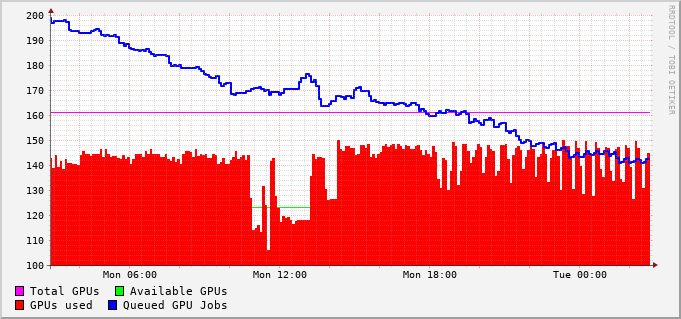 RRDTOOL / TOBI OETIKER
200
190
180
170
160
150
140
130
120
110
100
Mon 06:00 Mon 12:00 Mon 18:00 Tue 00:00
Total GPUs Available GPUs
GPUs used Queued GPU Jobs